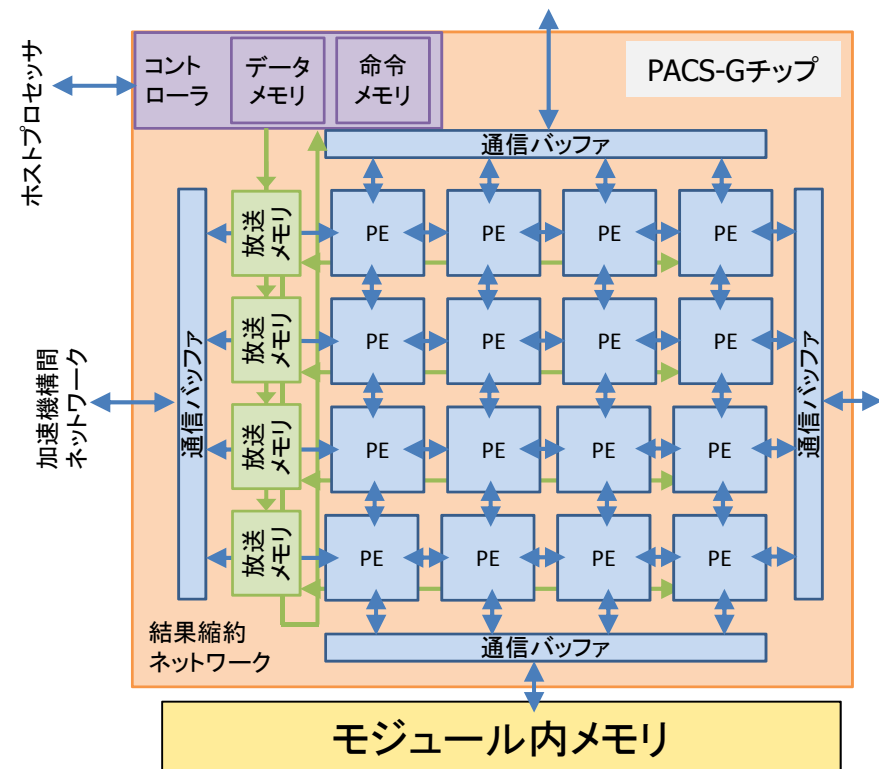 ホストプロセッサ
コント
ローラ
データ
メモリ
命令
メモリ
PACS-Gチップ
通信バッファ
加速機構間
ネットワーク
通信バッファ
放送
メモリ
PE
PE
PE
PE
放送
メモリ
PE
PE
PE
PE
放送
メモリ
PE
PE
PE
PE
放送
メモリ
PE
PE
PE
PE
通信バッファ
結果縮約
ネットワーク
通信バッファ
モジュール内メモリ